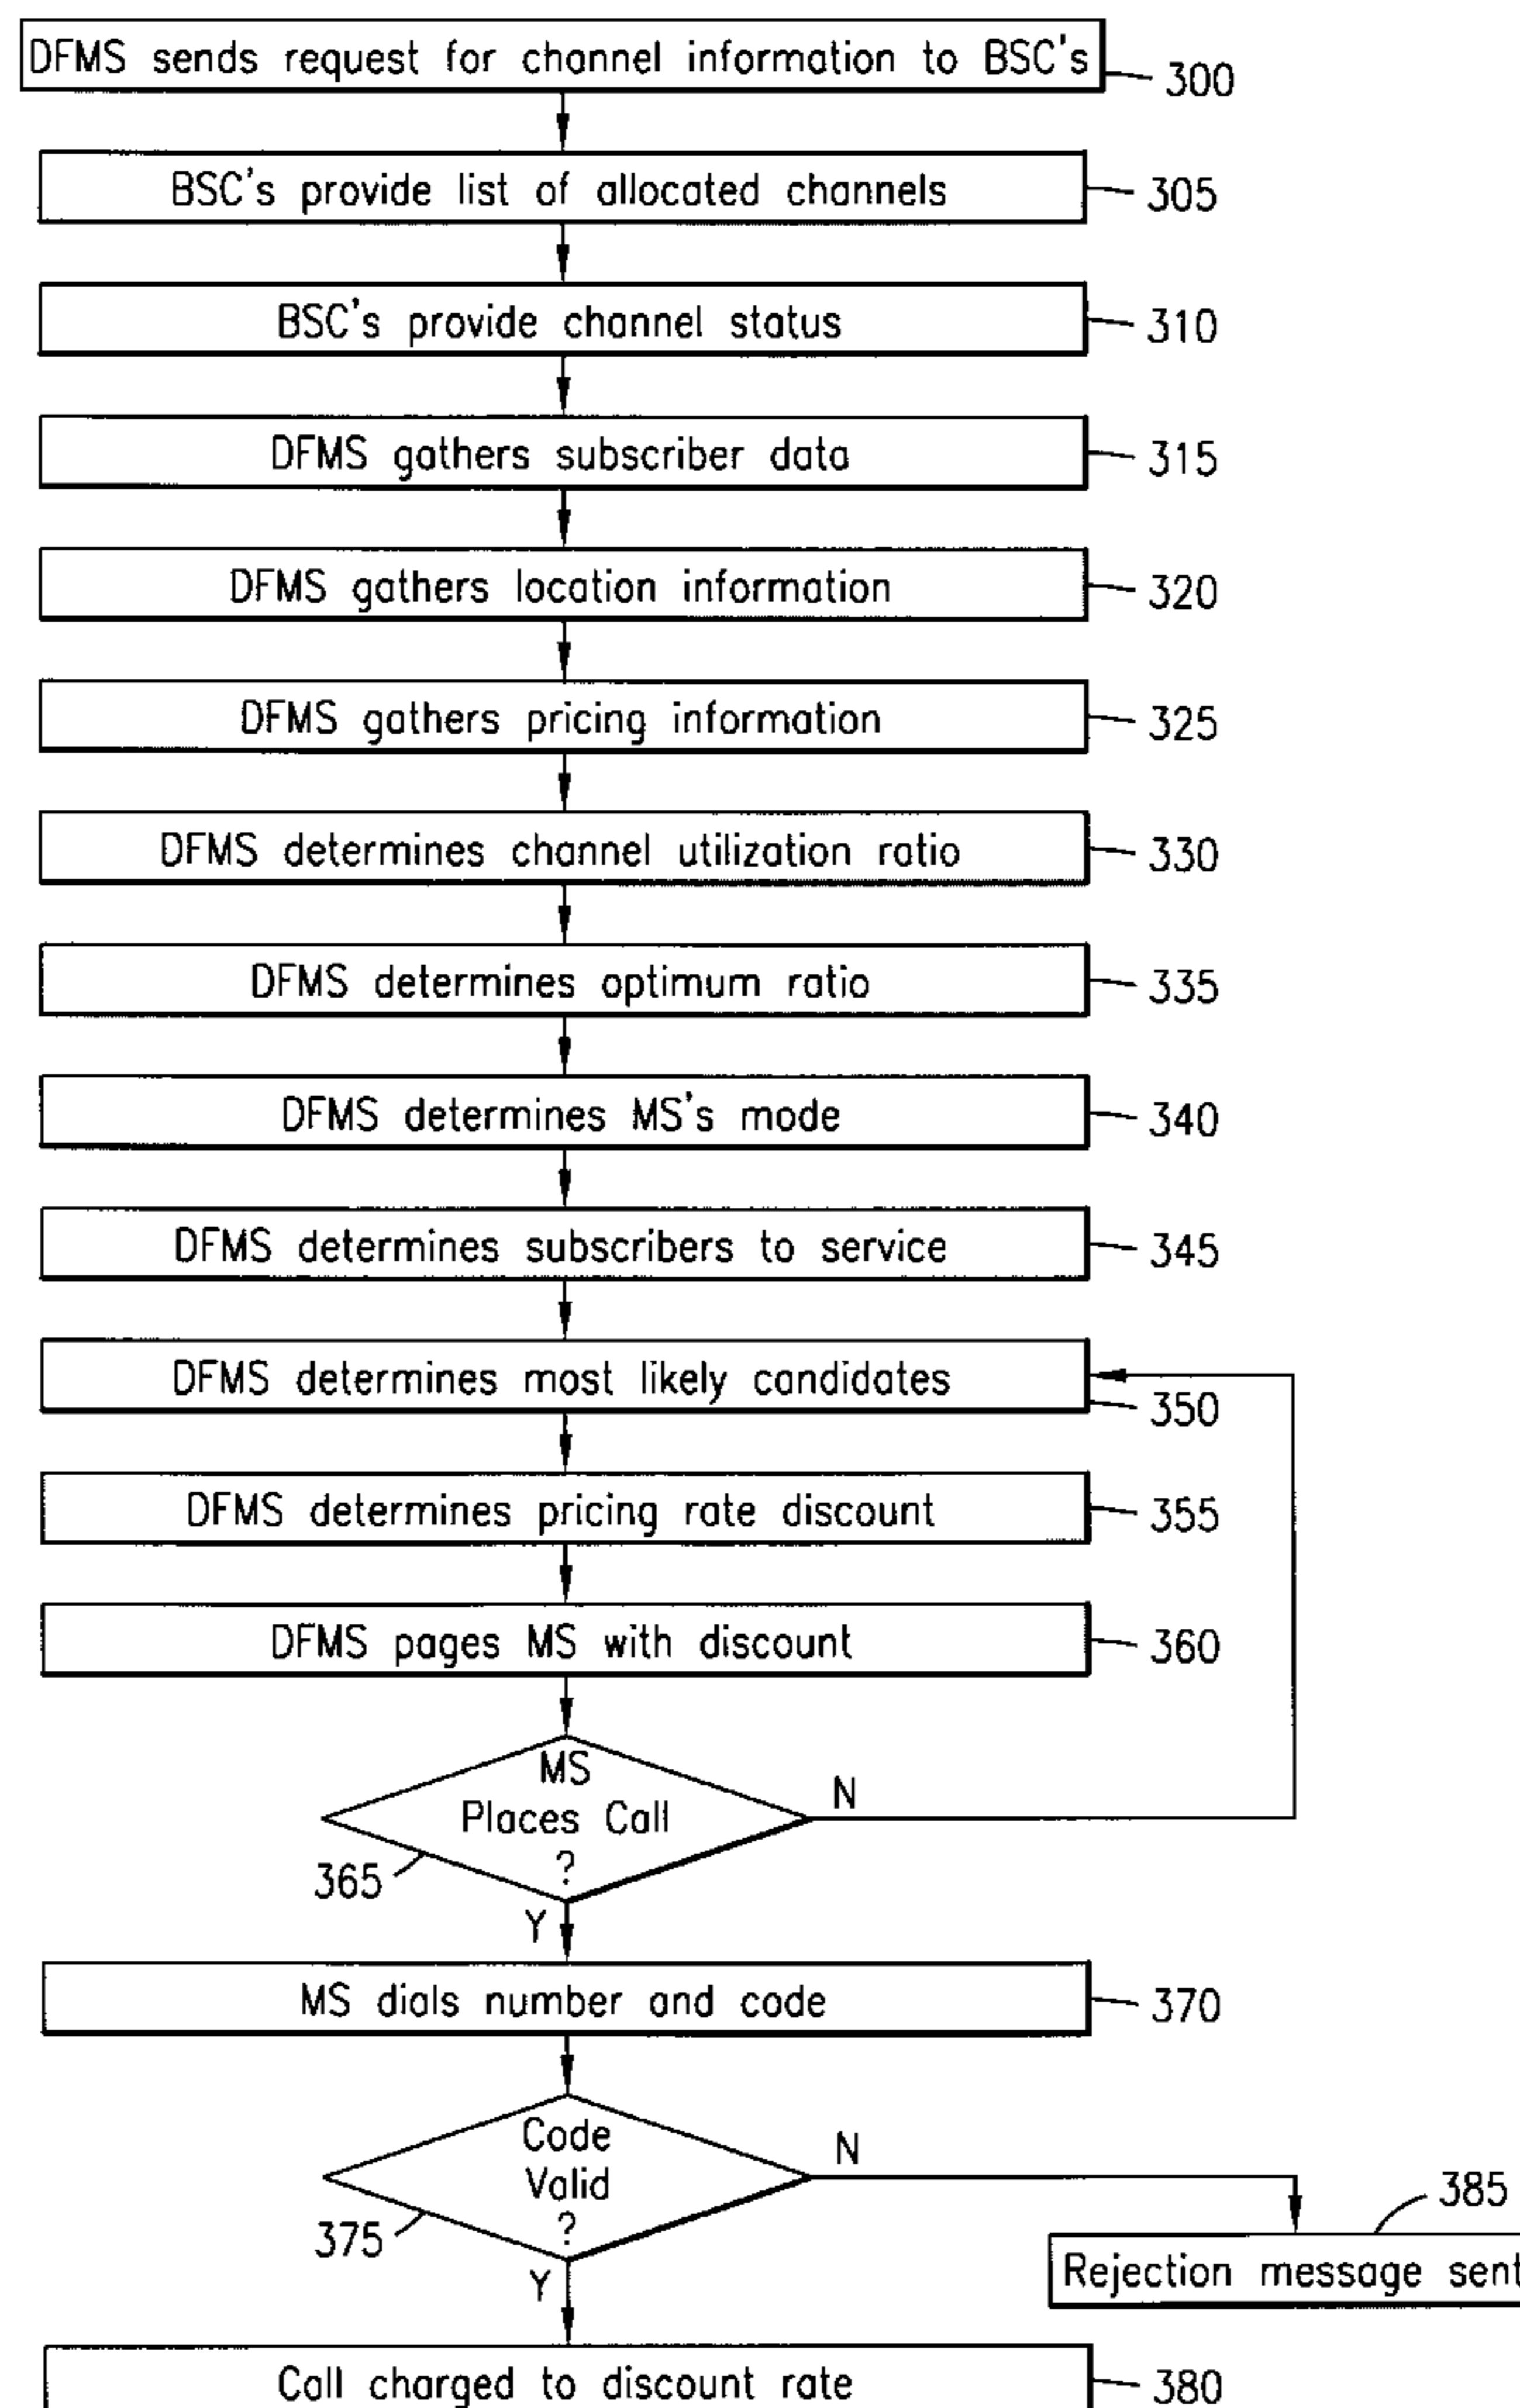 DFMS sends request for channel information to BSC's
300
BSC's provide list of allocated channels
305
BSC's provide channel status
310
DFMS gathers subscriber data
315
DFMS gathers location information
320
DFMS gathers pricing information
325
DFMS determines channel utilization ratio
330
DFMS determines optimum ratio
335
DFMS determines MS's mode
340
DFMS determines subscribers to service
345
DFMS determines most likely candidates
350
DFMS determines pricing rate discount
355
DFMS pages MS with discount
360
MS
Places Call
?
N
365
Y
MS dials number and code
370
Code
Valid
?
N
375
Y
385
Rejection message sent
Call charged to discount rate
380